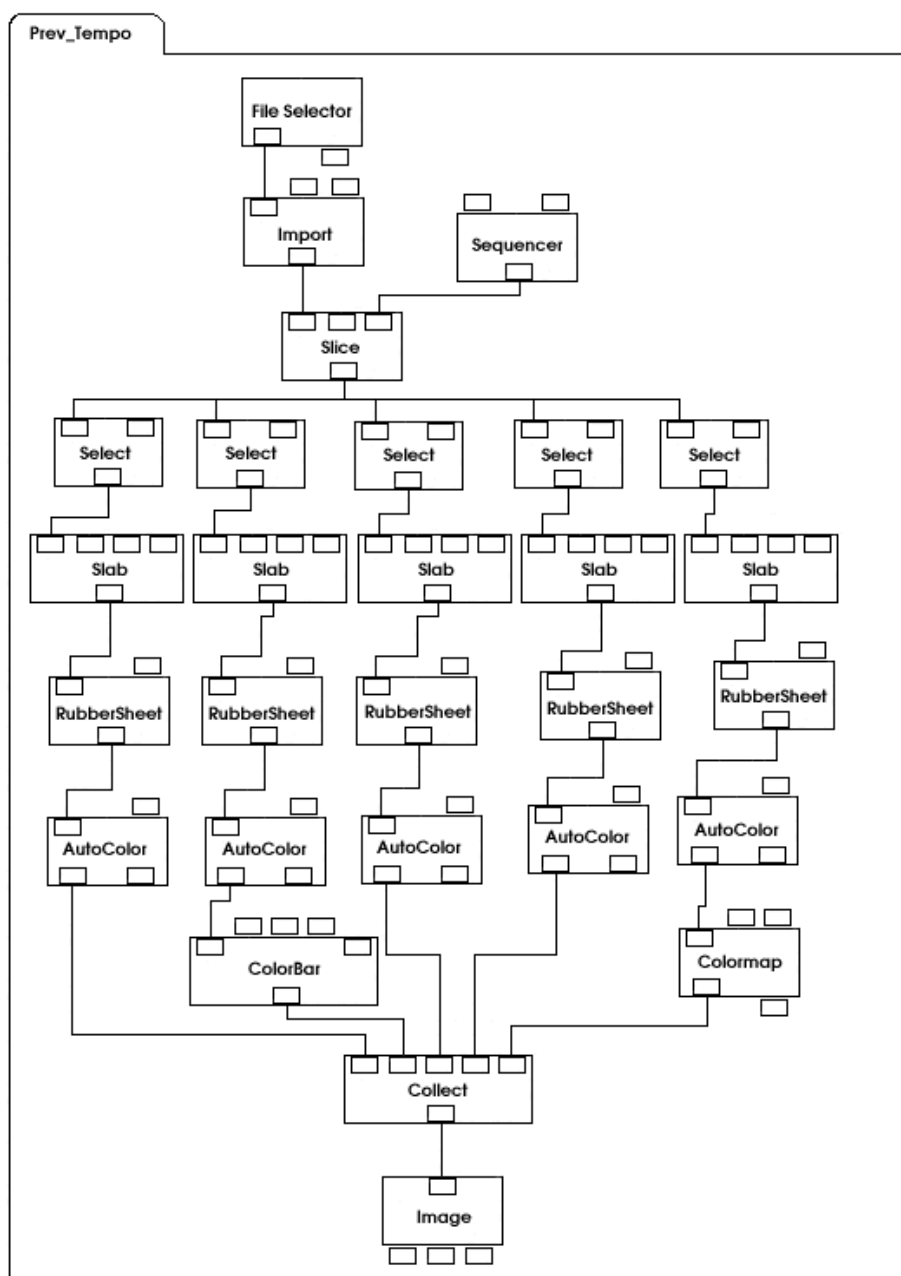 Prev_Tempo
File Selector
Import
Sequencer
Slice
Select Select Select Select Select
Slab Slab Slab Slab Slab
RubberSheet RubberSheet RubberSheet RubberSheet RubberSheet
AutoColor AutoColor AutoColor AutoColor AutoColor
ColorBar Colormap
Collect
Image